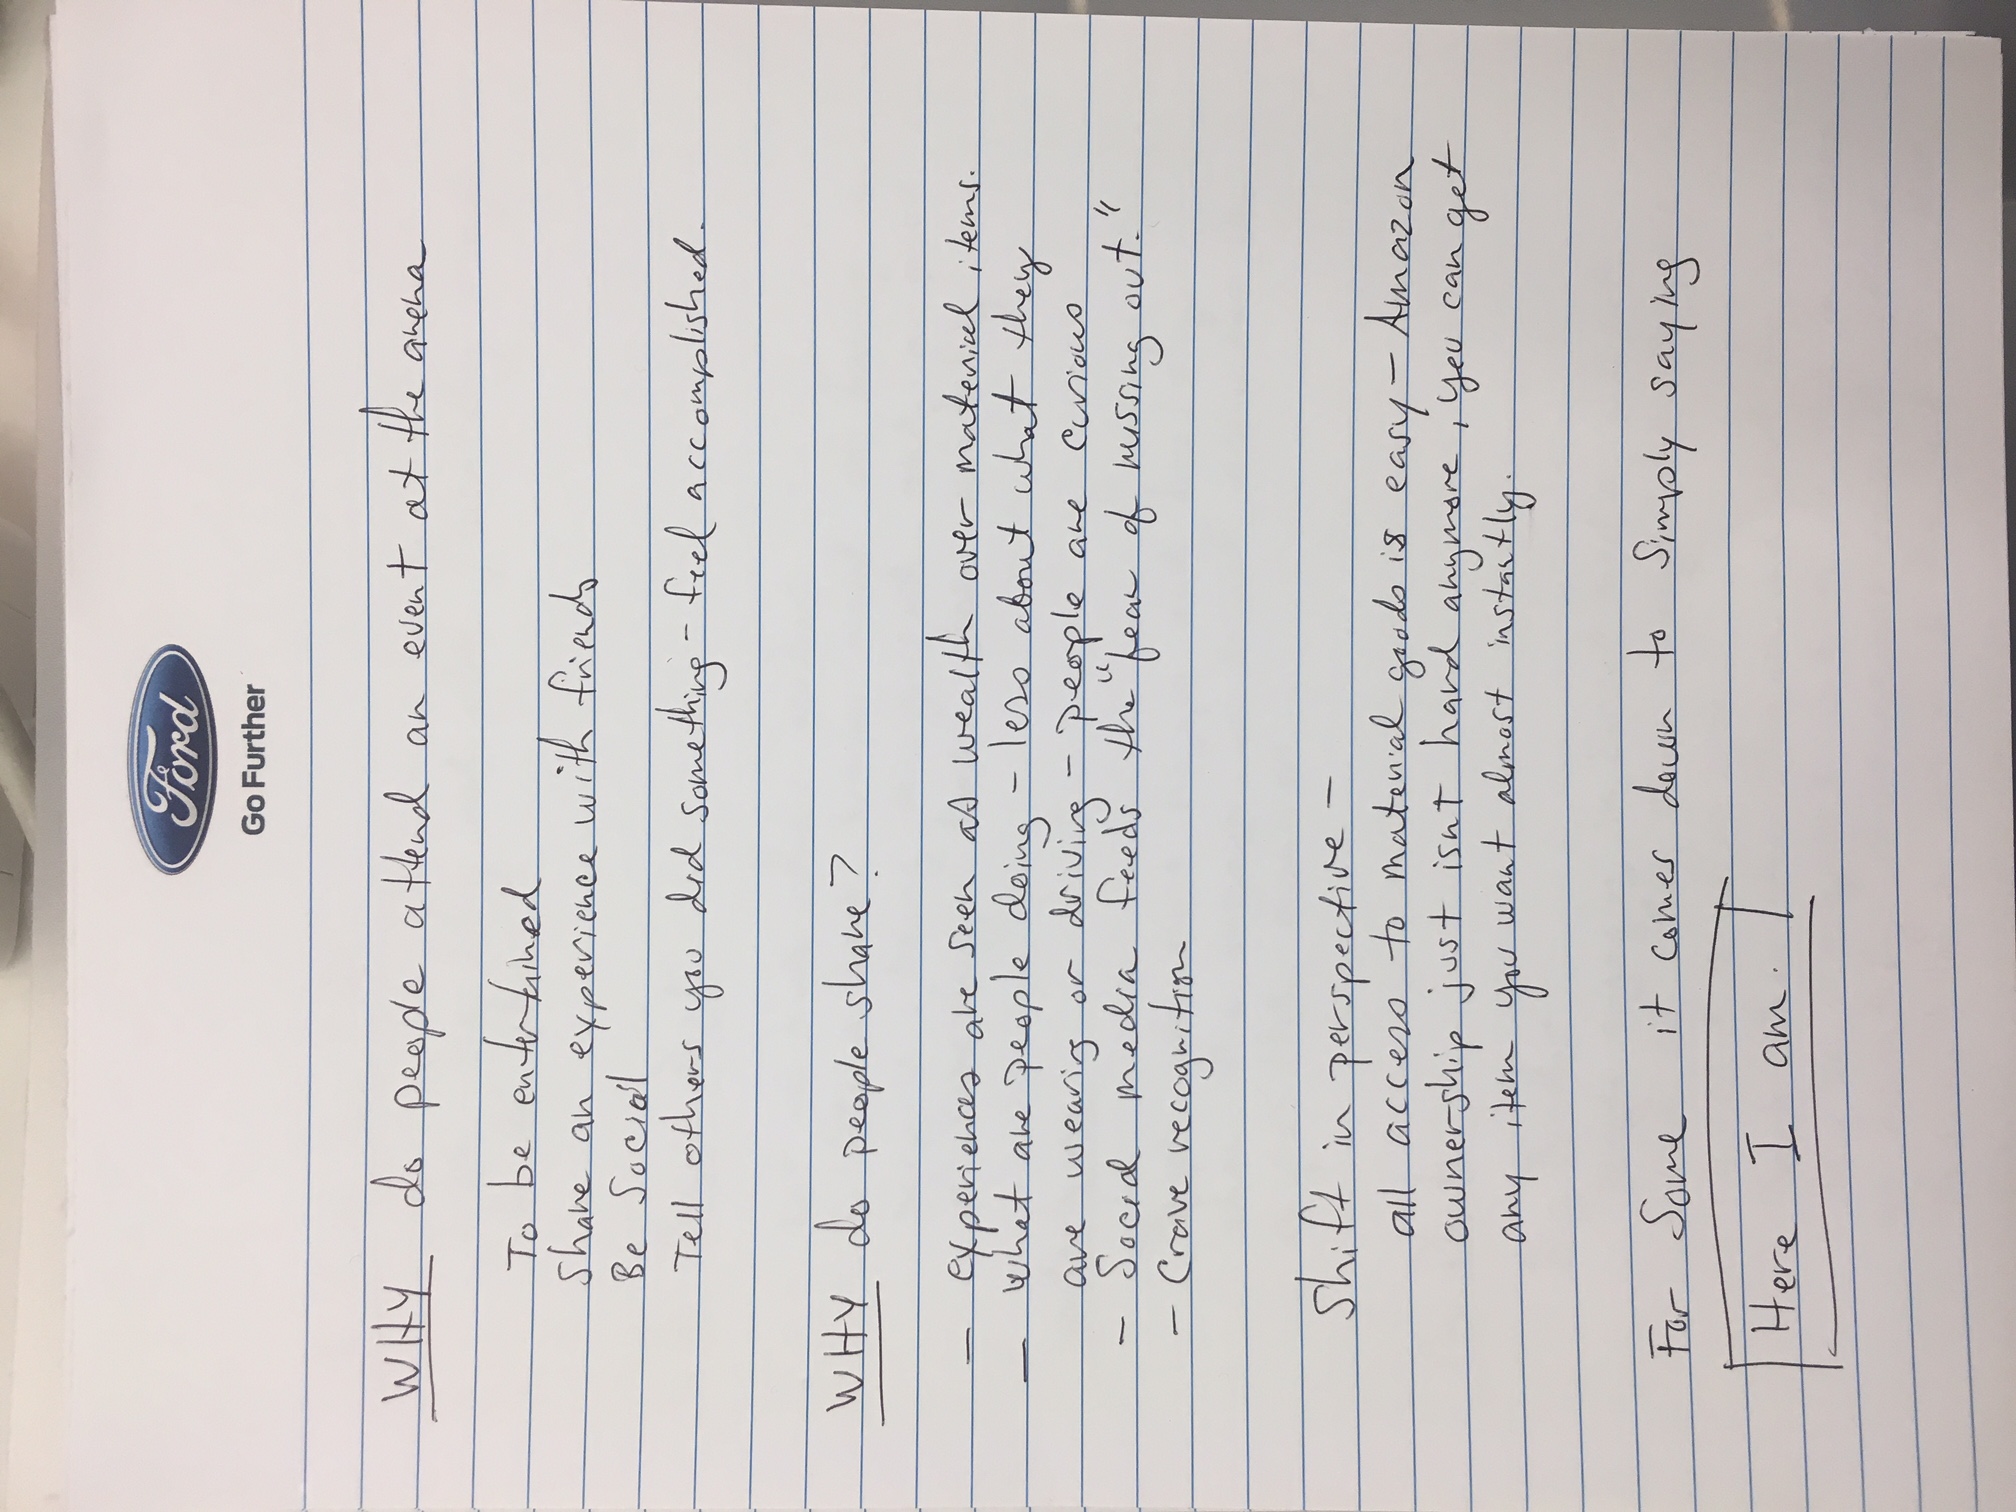 Ford
Go Further
WHY do people attend an event at the arena
To be entertained
Share an experience with friends
Be Social
Tell others you did something - feel accomplished.
WHY do people share?
- experiences are seen as wealth over material items.
- What are people doing - less about what they
are wearing or driving - people are curious
- Social media feeds the "fear of missing out."
- Crave recognition
Shift in perspective -
all access to material goods is easy - Amazon
ownership just isnt hard anymore, you can get
any item you want almost instantly.
For Some it comes down to Simply saying
Here I am.